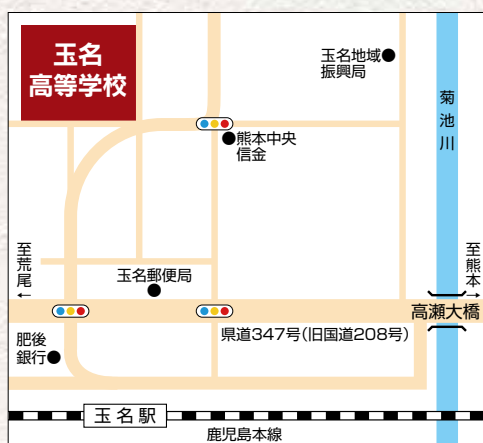 玉名
高等学校
玉名地域
振興局
菊池川
熊本中央
信金
至荒尾
←
至熊本
→
玉名郵便局
高瀬大橋
県道347号(旧国道208号)
肥後
銀行
玉名駅
鹿児島本線